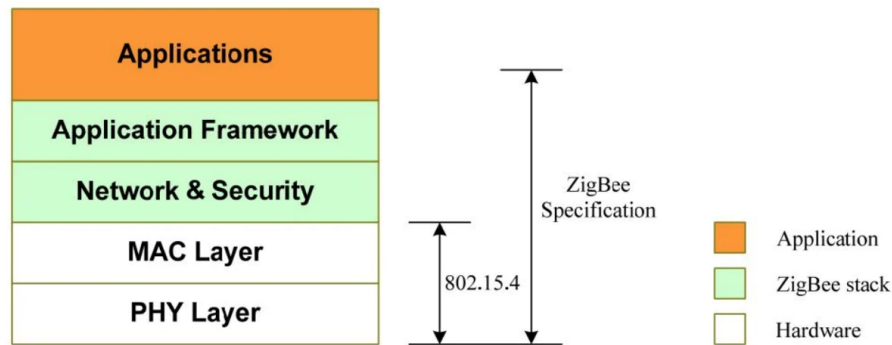 Applications
Application Framework
Network & Security
MAC Layer
PHY Layer
802.15.4
ZigBee
Specification
Application
ZigBee stack
Hardware